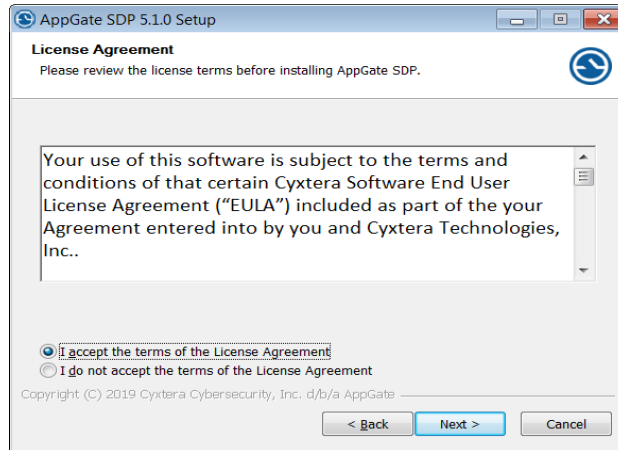 AppGate SDP 5.1.0 Setup
License Agreement
Please review the license terms before installing AppGate SDP.
Your use of this software is subject to the terms and
conditions of that certain Cyxtera Software End User
License Agreement (“EULA”) included as part of the your
Agreement entered into by you and Cyxtera Technologies,
Inc..
I accept the terms of the License Agreement
I do not accept the terms of the License Agreement
Copyright (C) 2019 Cyxtera Cybersecurity, Inc. d/b/a AppGate
< Back Next > Cancel